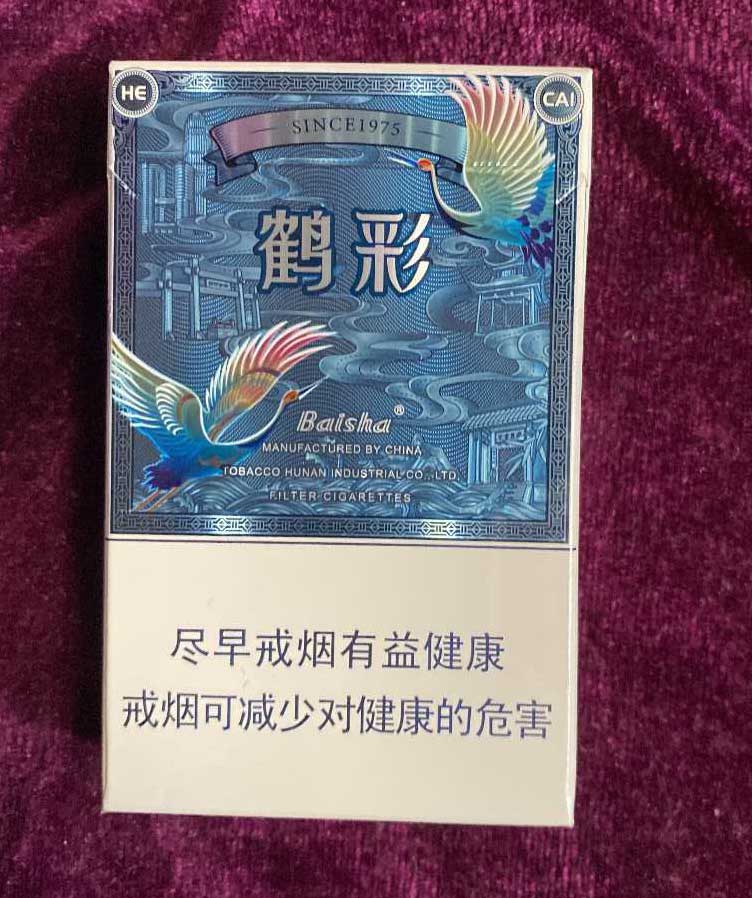 HE
CAI
SINCE1975
鹤彩
Baisha®
MANUFACTURED BY CHINA
TOBACCO HUNAN INDUSTRIAL CO.,LTD.
FILTER CIGARETTES
尽早戒烟有益健康
戒烟可减少对健康的危害